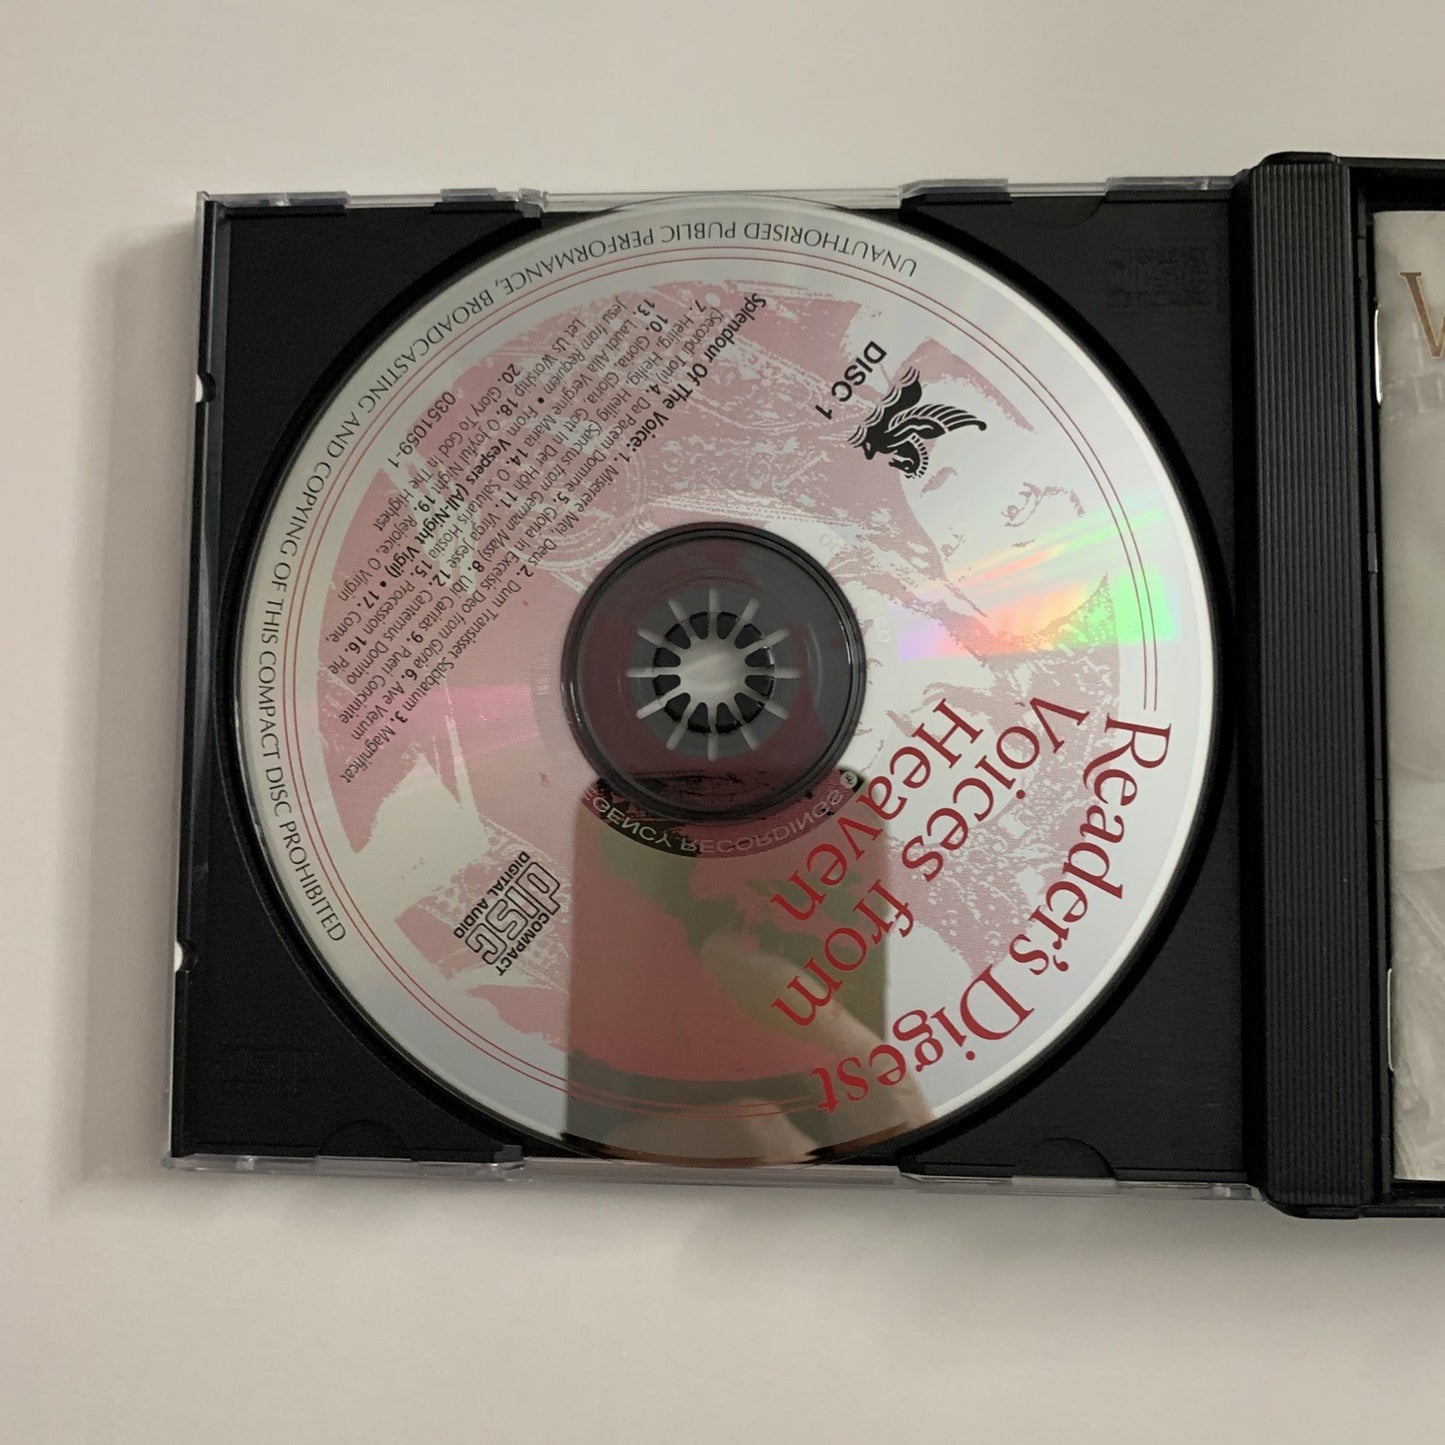 Reader's Digest
Voices from
Heaven
DISC 1
Splendour Of The Voice: 1. Miserere Mei, Deus 2. Dum Transisset Sabbatum 3. Magnificat
(Second Toni) 4. Da Pacem Domine 5. Gloria in Excelsis Deo from Gloria 6. Ave Verum
7. Heilig, Heilig, Heilig (Sanctus from German Mass) 8. Ubi Caritas 9. Pueri Concinite
10. Gloria, Gloria Gott In Der Höh 11. Virga Jesse 12. Cantemus Domino
13. Laudi Alla Vergine Maria 14. O Salutaris Hostia 15. Procession 16. Pie
Jesu from Requiem • From Vespers (All-Night Vigil) • 17. Come,
Let Us Worship 18. O Joyful Night 19. Rejoice, O Virgin
20. Glory To God In The Highest
0351059-1
COMPACT
disc
DIGITAL AUDIO
UNAUTHORISED PUBLIC PERFORMANCE, BROADCASTING AND COPYING OF THIS COMPACT DISC PROHIBITED
disc